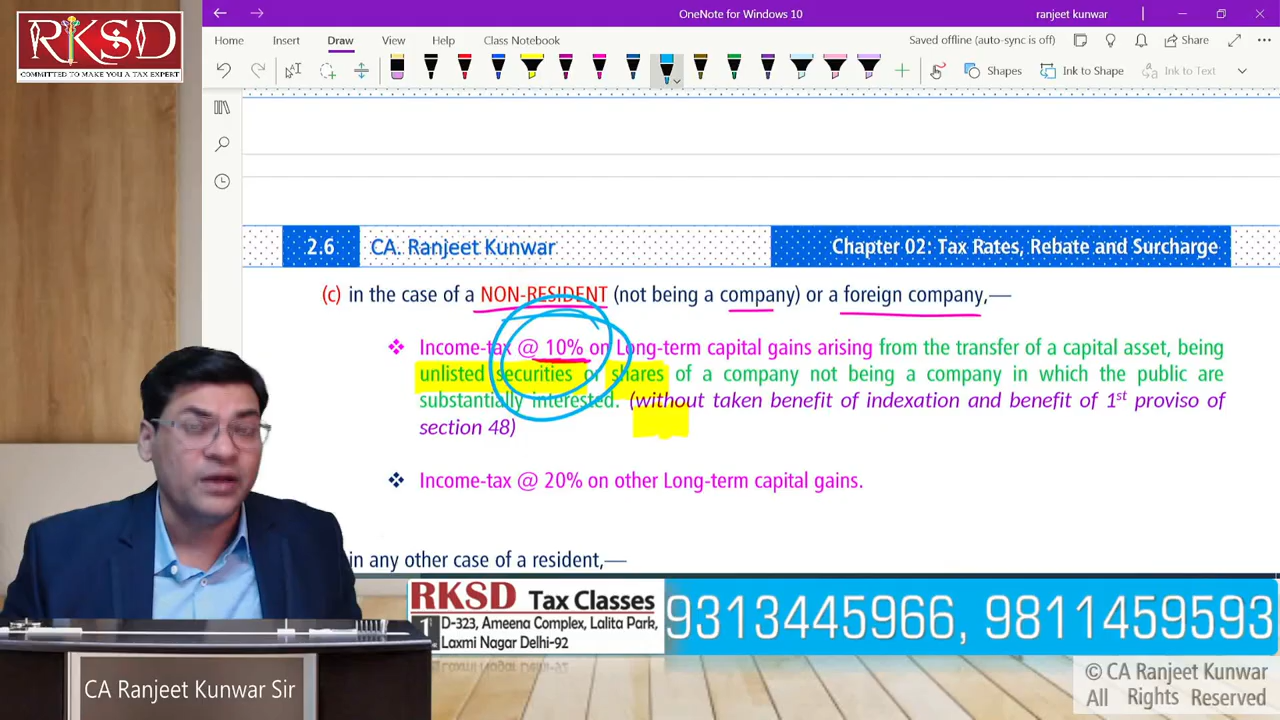 RKSD
COMMITTED TO MAKE YOU A TAX EXPERT
OneNote for Windows 10
ranjeet kunwar
Home Insert Draw View Help Class Notebook
Saved offline (auto-sync is off)
Share
Shapes
Ink to Shape
Ink to Text
2.6 CA. Ranjeet Kunwar Chapter 02: Tax Rates, Rebate and Surcharge
(c) in the case of a NON-RESIDENT (not being a company) or a foreign company,—
Income-tax @ 10% on Long-term capital gains arising from the transfer of a capital asset, being
unlisted securities or shares of a company not being a company in which the public are
substantially interested. (without taken benefit of indexation and benefit of 1st proviso of
section 48)
Income-tax @ 20% on other Long-term capital gains.
in any other case of a resident,—
RKSD Tax Classes
D-323, Ameena Complex, Lalita Park,
Laxmi Nagar Delhi-92
9313445966, 9811459593
CA Ranjeet Kunwar Sir
© CA Ranjeet Kunwar
All Rights Reserved